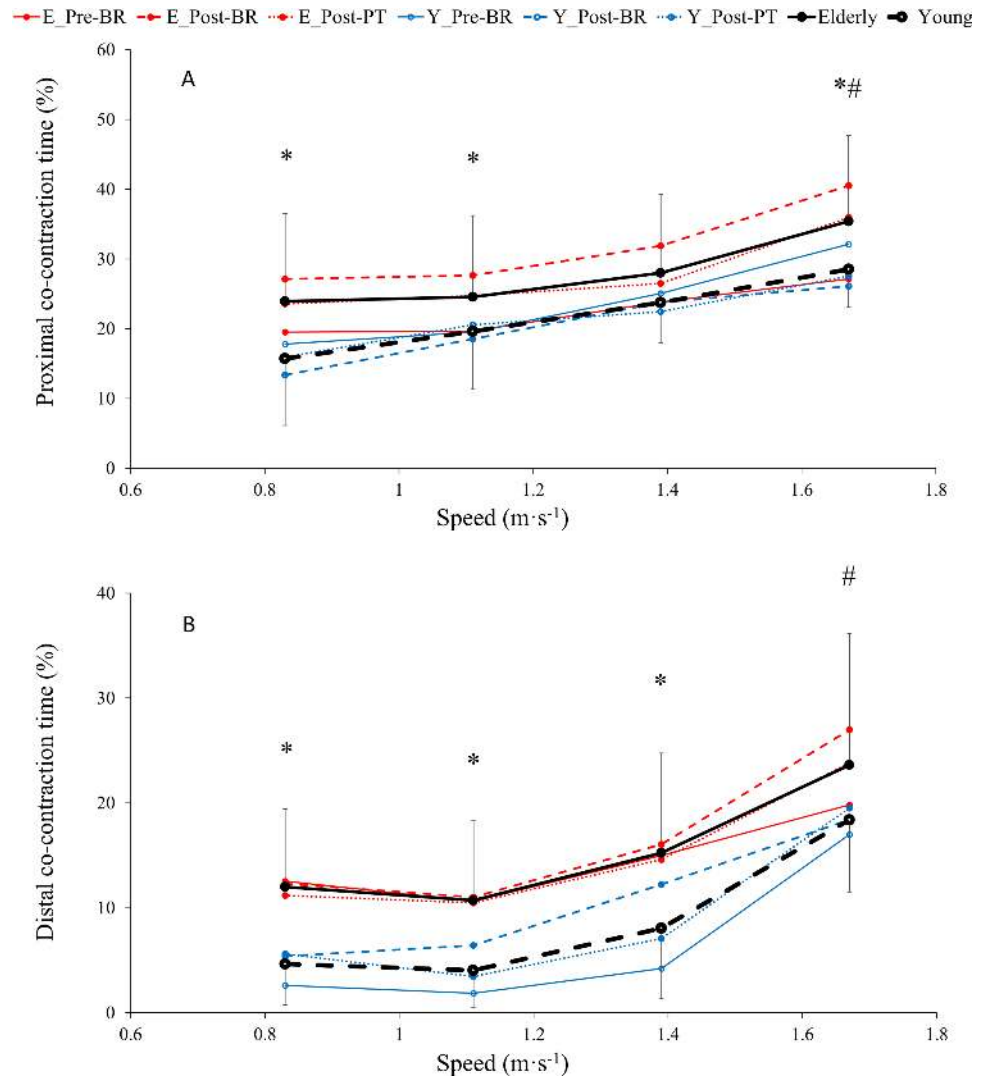 E_Pre-BR E_Post-BR E_Post-PT Y_Pre-BR Y_Post-BR Y_Post-PT Elderly Young
60
A
*#
50
* *
40
30
20
10
0
0.6 0.8 1 1.2 1.4 1.6 1.8
Proximal co-contraction time (%)
Speed (m·s-1)
#
40
B
*
30
* *
20
10
0
0.6 0.8 1 1.2 1.4 1.6 1.8
Distal co-contraction time (%)
Speed (m·s-1)